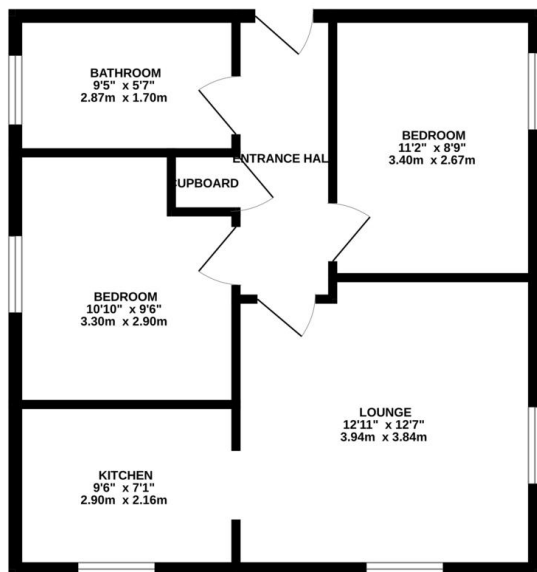 BATHROOM
9'5" x 5'7"
2.87m x 1.70m
BEDROOM
11'2" x 8'9"
3.40m x 2.67m
ENTRANCE HAL
CUPBOARD
BEDROOM
10'10" x 9'6"
3.30m x 2.90m
LOUNGE
12'11" x 12'7"
3.94m x 3.84m
KITCHEN
9'6" x 7'1"
2.90m x 2.16m